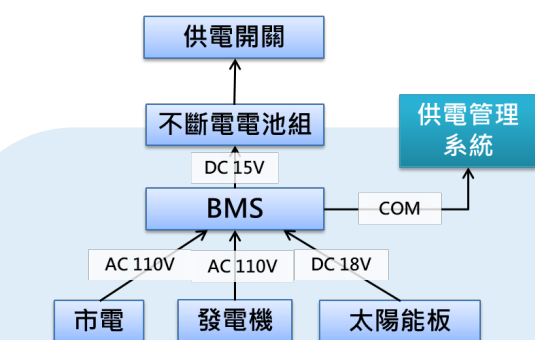 供電開關
不斷電電池組
供電管理
系統
DC 15V
BMS
COM
AC 110V
AC 110V
DC 18V
市電
發電機
太陽能板